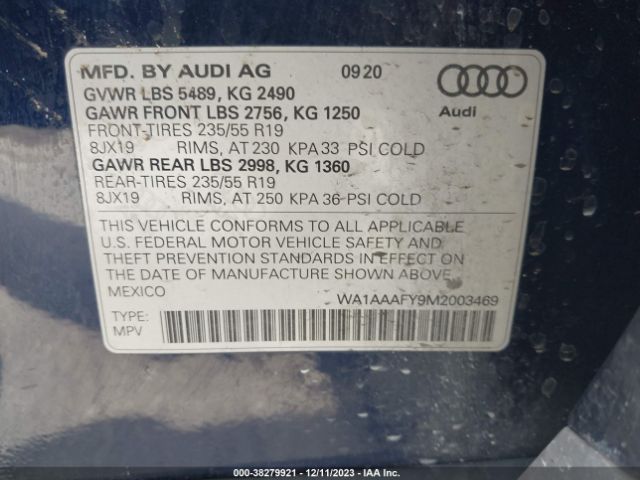 MFD. BY AUDI AG 0920
GVWR LBS 5489, KG 2490
GAWR FRONT LBS 2756, KG 1250
Audi
FRONT-TIRES 235/55 R19
8JX19 RIMS, AT 230 KPA 33 PSI COLD
GAWR REAR LBS 2998, KG 1360
REAR-TIRES 235/55 R19
8JX19 RIMS, AT 250 KPA 36-PSI COLD
THIS VEHICLE CONFORMS TO ALL APPLICABLE
U.S. FEDERAL MOTOR VEHICLE SAFETY AND
THEFT PREVENTION STANDARDS IN EFFECT ON
THE DATE OF MANUFACTURE SHOWN ABOVE.
MEXICO WA1AAAFY9M2003469
TYPE:
MPV
000-38279921 - 12/11/2023 - IAA Inc.